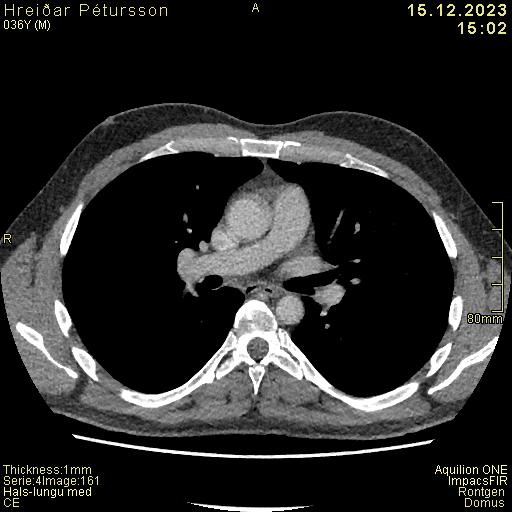 Hreiðar Pétursson
036Y (M)
A
15.12.2023
15:02
R
80mm
Thickness:1mm
Serie:4Image:161
Hals-lungu med
CE
Aquilion ONE
ImpacsFIR
Rontgen
Domus